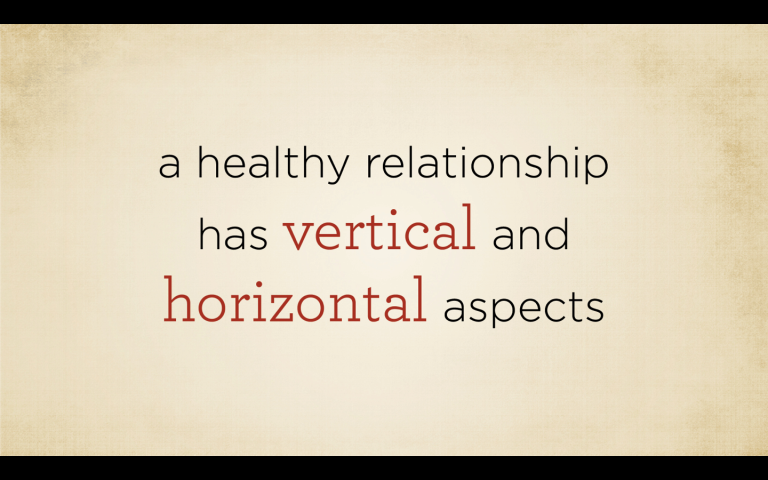 a healthy relationship
has vertical and
horizontal aspects